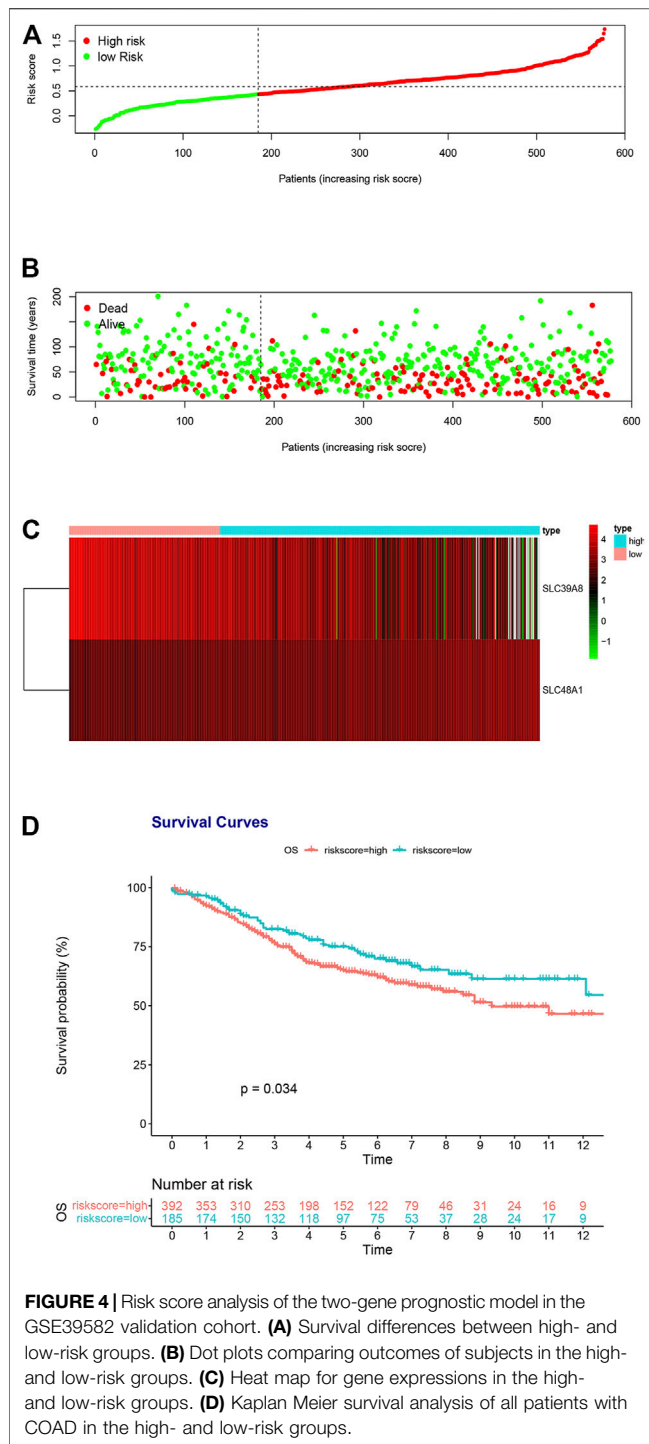 A
High risk
low Risk
Risk score
0.0 0.5 1.0 1.5
0 100 200 300 400 500 600
Patients (increasing risk socre)
B
Dead
Alive
Survival time (years)
0 50 100 200
0 100 200 300 400 500 600
Patients (increasing risk socre)
C
type
SLC39A8
SLC48A1
4
3
2
1
0
−1
type
high
low
D
Survival Curves
OS riskscore=high riskscore=low
Survival probability (%)
100
75
50
25
0
p = 0.034
0 1 2 3 4 5 6 7 8 9 10 11 12
Time
Number at risk
OS
riskscore=high 392 353 310 253 198 152 122 79 46 31 24 16 9
riskscore=low 185 174 150 132 118 97 75 53 37 28 24 17 9
0 1 2 3 4 5 6 7 8 9 10 11 12
Time
FIGURE 4 | Risk score analysis of the two-gene prognostic model in the
GSE39582 validation cohort. (A) Survival differences between high- and
low-risk groups. (B) Dot plots comparing outcomes of subjects in the high-
and low-risk groups. (C) Heat map for gene expressions in the high-
and low-risk groups. (D) Kaplan Meier survival analysis of all patients with
COAD in the high- and low-risk groups.